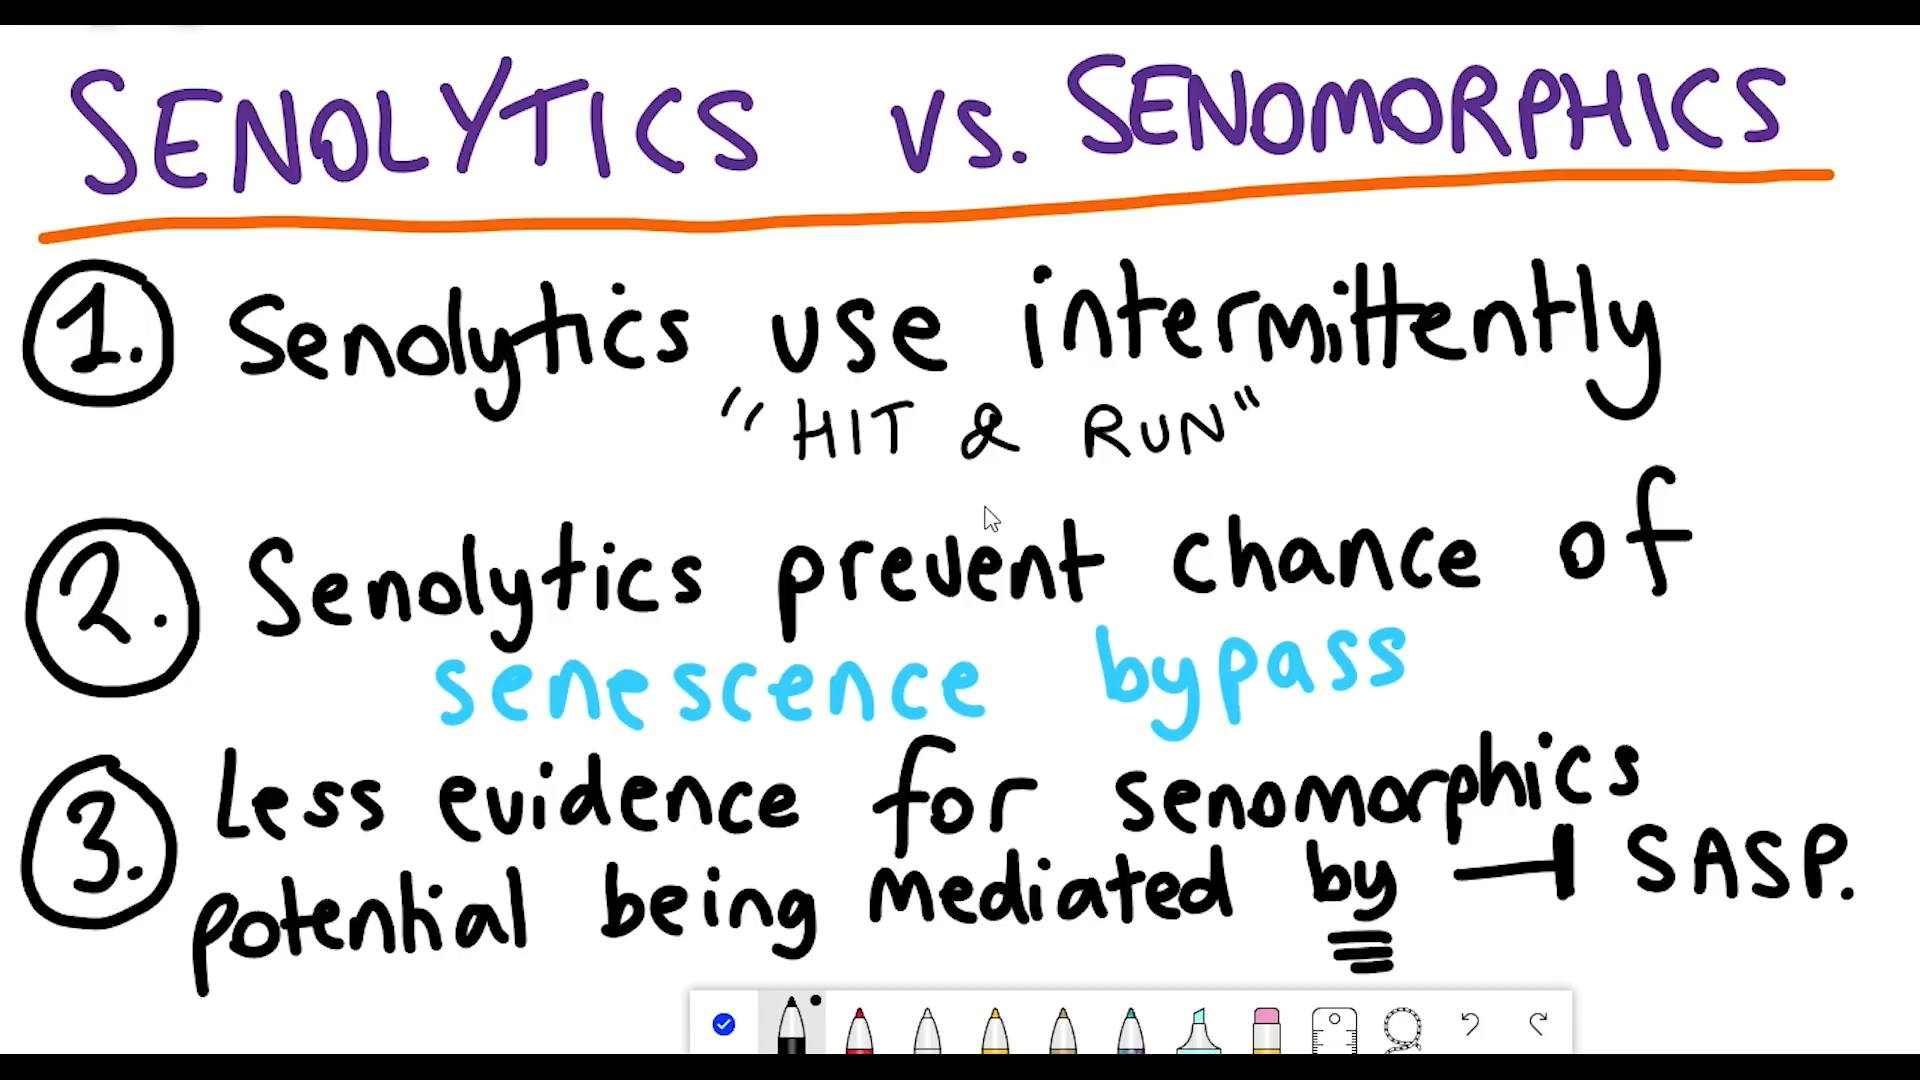 SENOLYTICS vs. SENOMORPHICS
1. Senolytics use intermittently
"HIT & RUN"
2. Senolytics prevent chance of
senescence bypass
3. Less evidence for senomorphics
potential being mediated by ⊣ SASP.